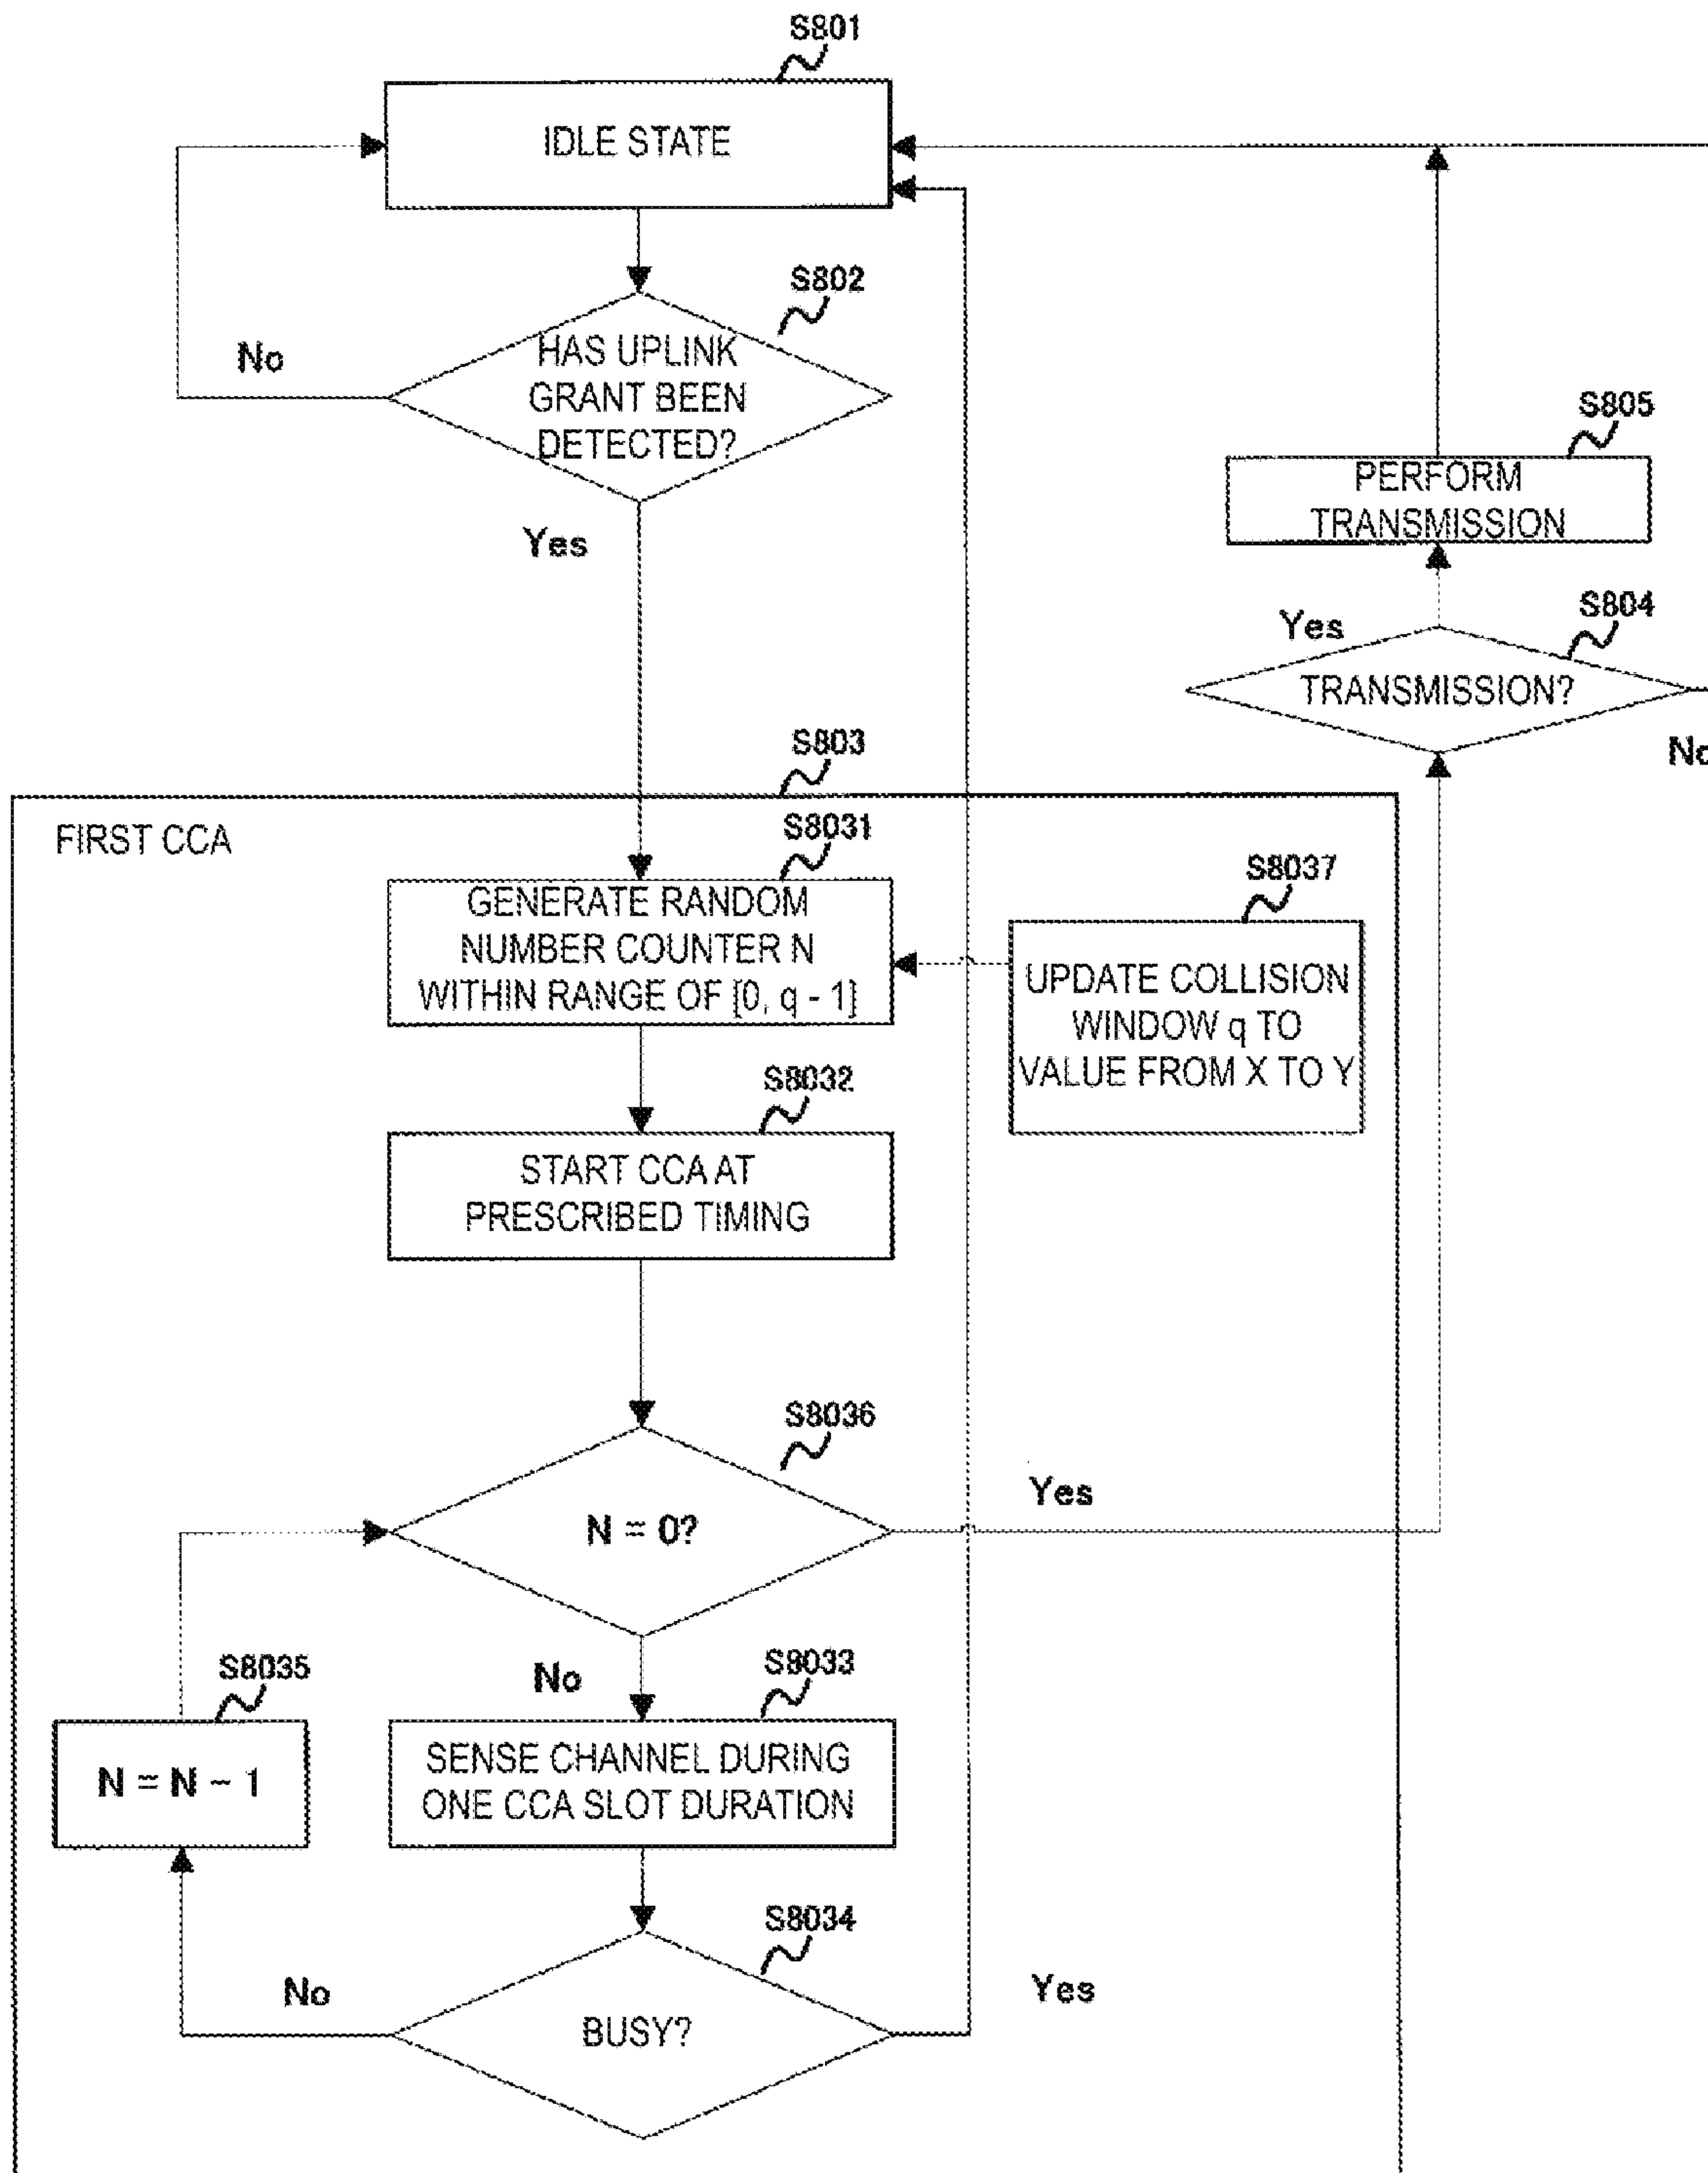 S801
IDLE STATE
S802
HAS UPLINK
GRANT BEEN
DETECTED?
No
Yes
S805
PERFORM
TRANSMISSION
S804
Yes
TRANSMISSION?
No
S803
FIRST CCA
S8031
GENERATE RANDOM
NUMBER COUNTER N
WITHIN RANGE OF [0, q - 1]
S8037
UPDATE COLLISION
WINDOW q TO
VALUE FROM X TO Y
S8032
START CCA AT
PRESCRIBED TIMING
S8036
N = 0?
Yes
No
S8035
N = N - 1
S8033
SENSE CHANNEL DURING
ONE CCA SLOT DURATION
S8034
BUSY?
No
Yes